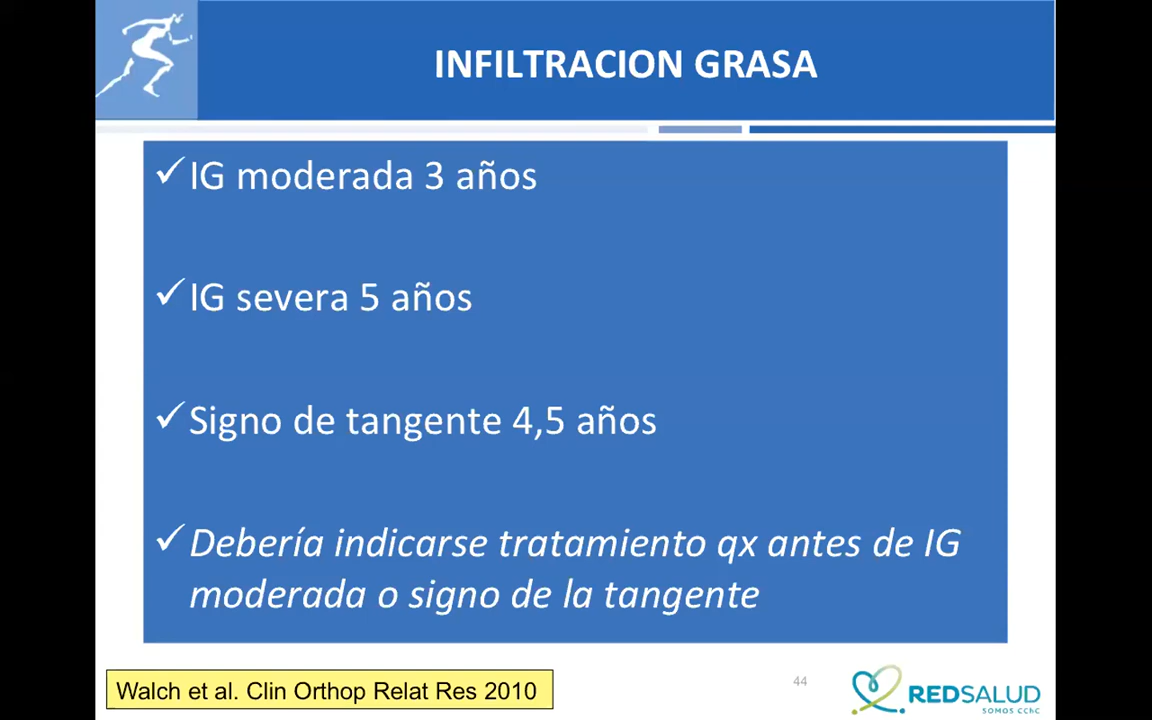 INFILTRACION GRASA
IG moderada 3 años
IG severa 5 años
Signo de tangente 4,5 años
Debería indicarse tratamiento qx antes de IG
moderada o signo de la tangente
Walch et al. Clin Orthop Relat Res 2010
44
REDSALUD
SOMOS CChC